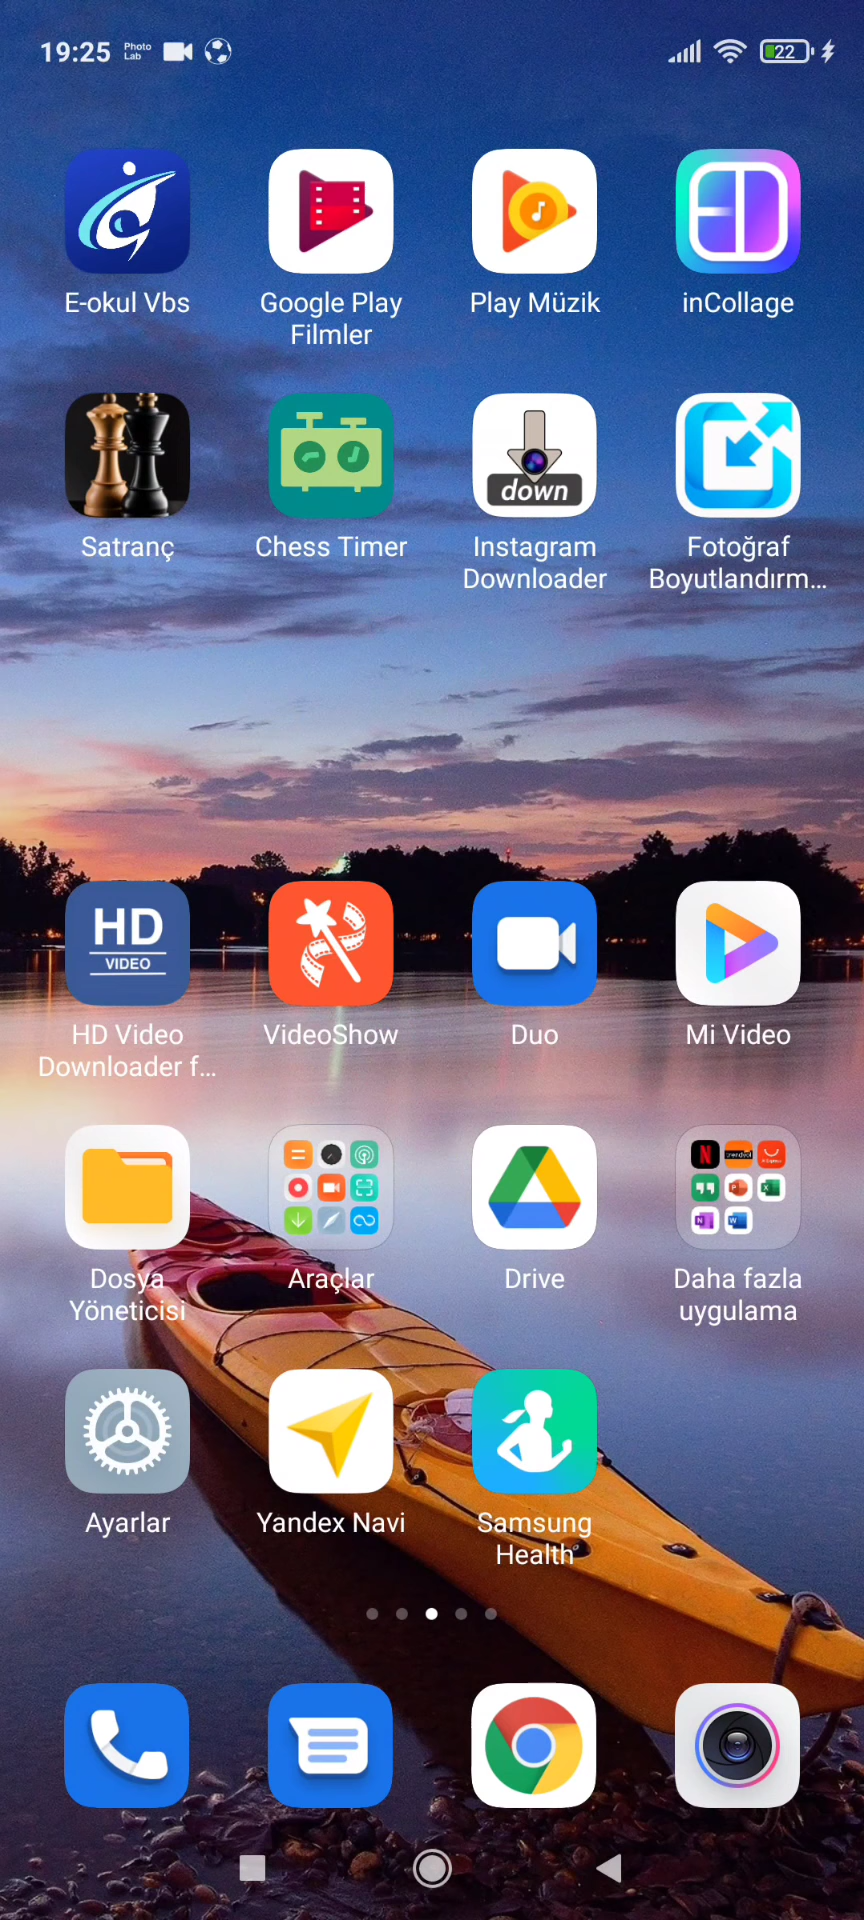 19:25 Photo Lab 22
E-okul Vbs
Google Play Filmler
Play Müzik
inCollage
Satranç
Chess Timer
down
Instagram Downloader
Fotoğraf Boyutlandırm...
HD
VIDEO
HD Video Downloader f...
VideoShow
Duo
Mi Video
Dosya Yöneticisi
Araçlar
Drive
Daha fazla uygulama
Ayarlar
Yandex Navi
Samsung Health